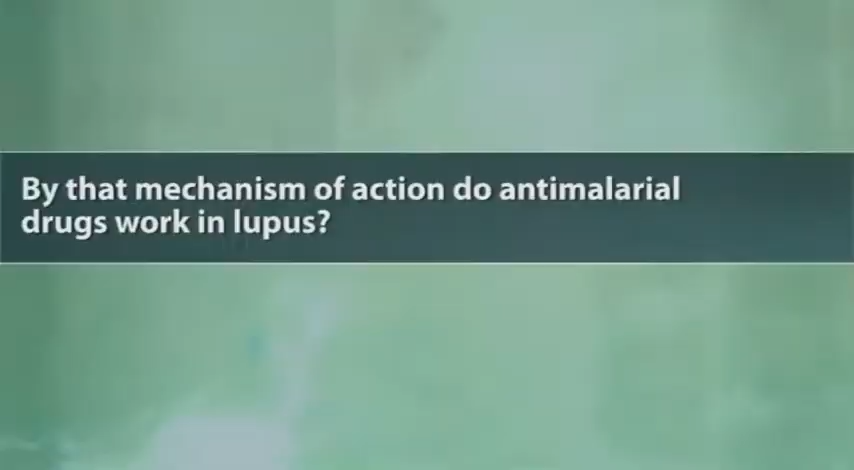 By that mechanism of action do antimalarial
drugs work in lupus?